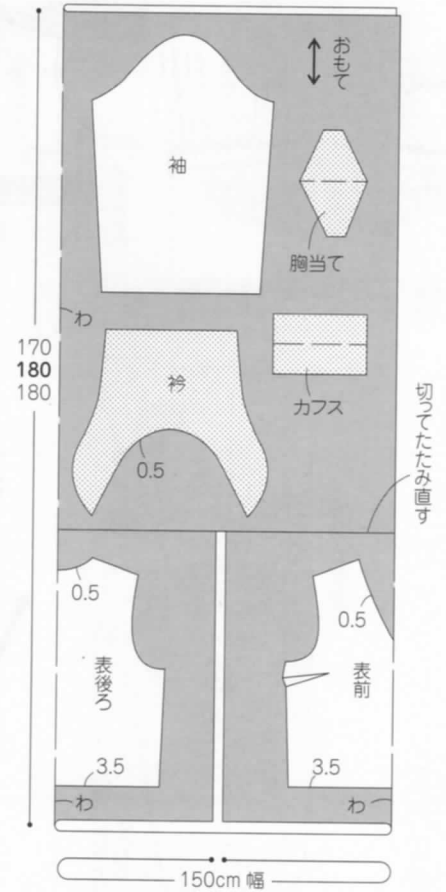 おもて
袖
胸当て
わ
170
180
180
衿
カフス
0.5
切ってたたみ直す
0.5
0.5
表後ろ
表前
3.5
3.5
わ
わ
150cm 幅